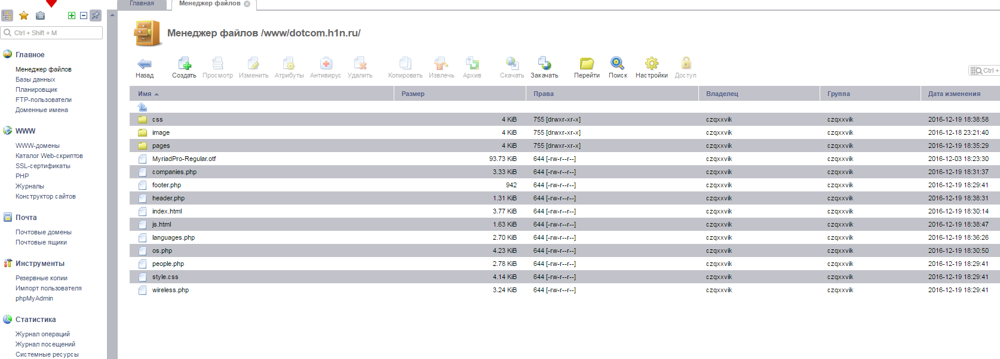 Главная
Менеджер файлов
Ctrl + Shift + M
Главное
Менеджер файлов
Базы данных
Планировщик
FTP-пользователи
Доменные имена
WWW
WWW-домены
Каталог Web-скриптов
SSL-сертификаты
PHP
Журналы
Конструктор сайтов
Почта
Почтовые домены
Почтовые ящики
Инструменты
Резервные копии
Импорт пользователя
phpMyAdmin
Статистика
Журнал операций
Журнал посещений
Системные ресурсы
Менеджер файлов /www/dotcom.h1n.ru/
Назад Создать Просмотр Изменить Атрибуты Антивирус Удалить Копировать Извлечь Архив Скачать Закачать Перейти Поиск Настройки Доступ
Ctrl +
Имя Размер Права Владелец Группа Дата изменения
css 4 KiB 755 [drwxr-xr-x] czqxxvik czqxxvik 2016-12-19 18:38:58
image 4 KiB 755 [drwxr-xr-x] czqxxvik czqxxvik 2016-12-18 23:21:40
pages 4 KiB 755 [drwxr-xr-x] czqxxvik czqxxvik 2016-12-19 18:35:29
MyriadPro-Regular.otf 93.73 KiB 644 [-rw-r--r--] czqxxvik czqxxvik 2016-12-03 18:23:30
companies.php 3.33 KiB 644 [-rw-r--r--] czqxxvik czqxxvik 2016-12-19 18:31:37
footer.php 942 644 [-rw-r--r--] czqxxvik czqxxvik 2016-12-19 18:29:41
header.php 1.31 KiB 644 [-rw-r--r--] czqxxvik czqxxvik 2016-12-19 18:38:31
index.html 3.77 KiB 644 [-rw-r--r--] czqxxvik czqxxvik 2016-12-19 18:30:14
js.html 1.63 KiB 644 [-rw-r--r--] czqxxvik czqxxvik 2016-12-19 18:38:47
languages.php 2.70 KiB 644 [-rw-r--r--] czqxxvik czqxxvik 2016-12-19 18:36:26
os.php 4.23 KiB 644 [-rw-r--r--] czqxxvik czqxxvik 2016-12-19 18:30:50
people.php 2.78 KiB 644 [-rw-r--r--] czqxxvik czqxxvik 2016-12-19 18:29:41
style.css 4.14 KiB 644 [-rw-r--r--] czqxxvik czqxxvik 2016-12-19 18:29:41
wireless.php 3.24 KiB 644 [-rw-r--r--] czqxxvik czqxxvik 2016-12-19 18:29:41